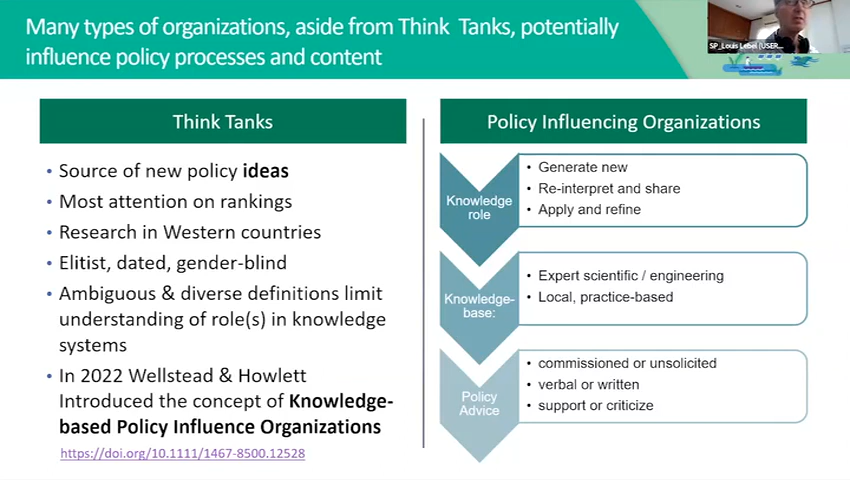 Many types of organizations, aside from Think Tanks, potentially
influence policy processes and content
SP_Louis Lebel (USER...
Think Tanks
• Source of new policy ideas
• Most attention on rankings
• Research in Western countries
• Elitist, dated, gender-blind
• Ambiguous & diverse definitions limit
understanding of role(s) in knowledge
systems
• In 2022 Wellstead & Howlett
Introduced the concept of Knowledge-
based Policy Influence Organizations
https://doi.org/10.1111/1467-8500.12528
Policy Influencing Organizations
Knowledge
role
• Generate new
• Re-interpret and share
• Apply and refine
Knowledge-
base:
• Expert scientific / engineering
• Local, practice-based
Policy
Advice
• commissioned or unsolicited
• verbal or written
• support or criticize